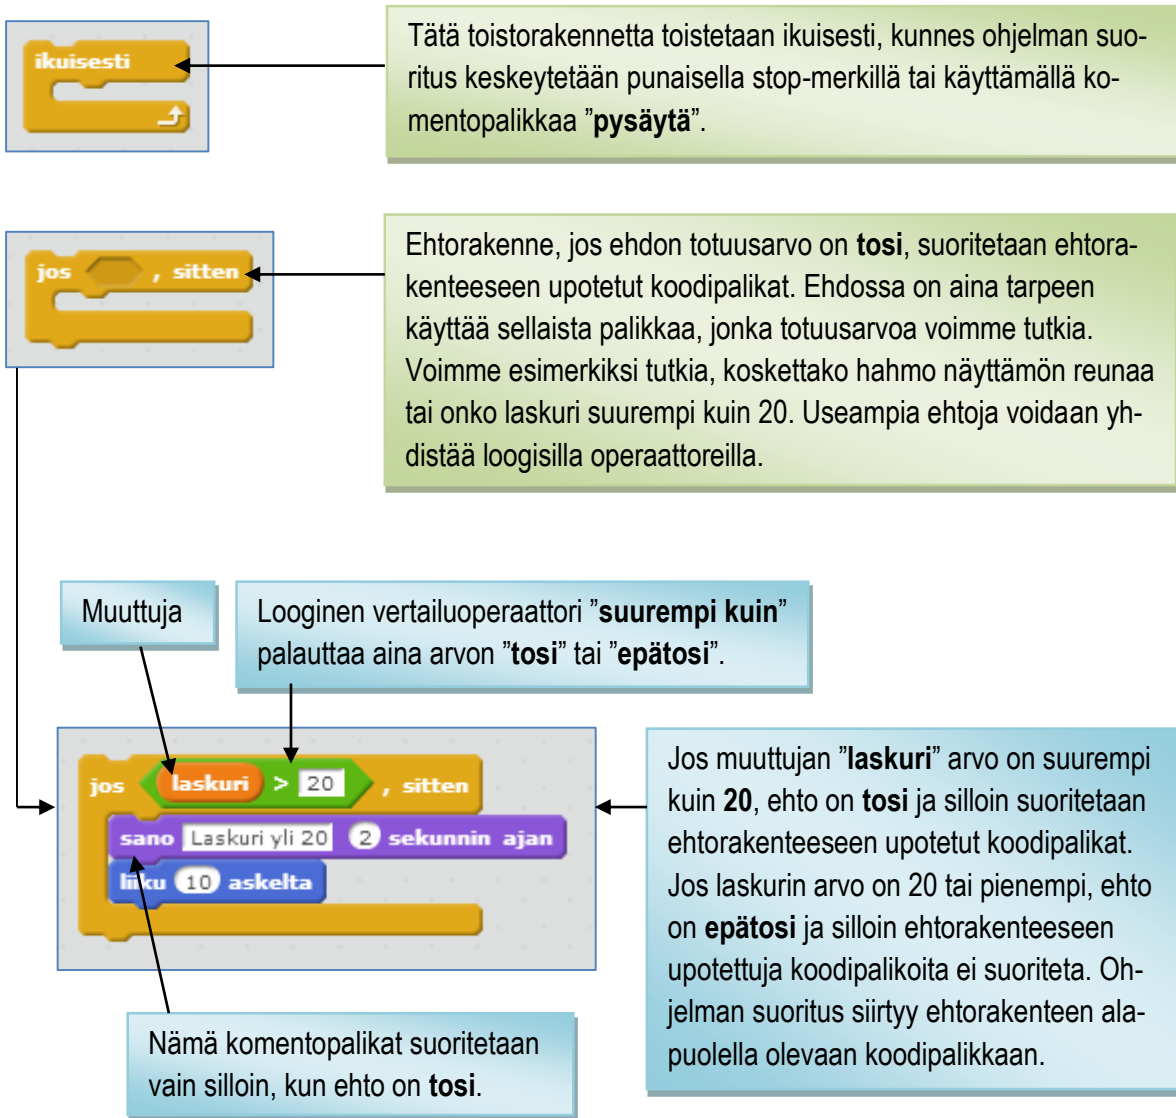 ikuisesti
Tätä toistorakennetta toistetaan ikuisesti, kunnes ohjelman suo-
ritus keskeytetään punaisella stop-merkillä tai käyttämällä ko-
mentopalikkaa ”pysäytä”.
jos , sitten
Ehtorakenne, jos ehdon totuusarvo on tosi, suoritetaan ehtora-
kenteeseen upotetut koodipalikat. Ehdossa on aina tarpeen
käyttää sellaista palikkaa, jonka totuusarvoa voimme tutkia.
Voimme esimerkiksi tutkia, koskettako hahmo näyttämön reunaa
tai onko laskuri suurempi kuin 20. Useampia ehtoja voidaan yh-
distää loogisilla operaattoreilla.
Muuttuja
Looginen vertailuoperaattori ”suurempi kuin”
palauttaa aina arvon ”tosi” tai ”epätosi”.
jos laskuri > 20 , sitten
sano Laskuri yli 20 2 sekunnin ajan
liiku 10 askelta
Jos muuttujan ”laskuri” arvo on suurempi
kuin 20, ehto on tosi ja silloin suoritetaan
ehtorakenteeseen upotetut koodipalikat.
Jos laskurin arvo on 20 tai pienempi, ehto
on epätosi ja silloin ehtorakenteeseen
upotettuja koodipalikoita ei suoriteta. Oh-
jelman suoritus siirtyy ehtorakenteen ala-
puolella olevaan koodipalikkaan.
Nämä komentopalikat suoritetaan
vain silloin, kun ehto on tosi.